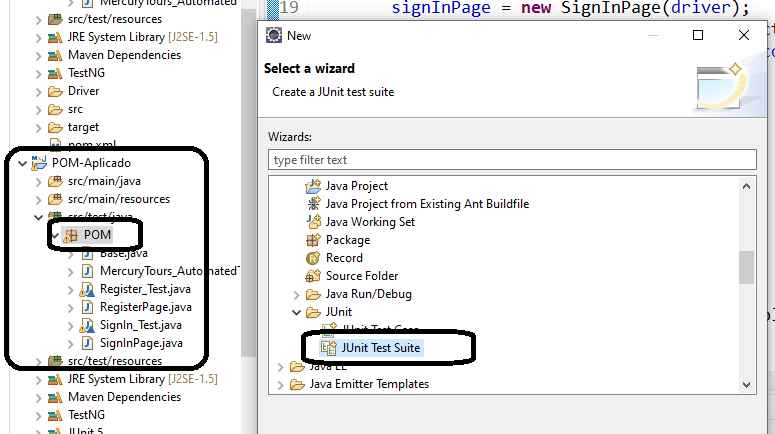 MercuryTours_Automated
src/test/resources
JRE System Library [J2SE-1.5]
Maven Dependencies
TestNG
Driver
src
target
pom.xml
POM-Aplicado
src/main/java
src/main/resources
src/test/java
POM
Base.java
MercuryTours_AutomatedT
Register_Test.java
RegisterPage.java
SignIn_Test.java
SignInPage.java
src/test/resources
JRE System Library [J2SE-1.5]
Maven Dependencies
TestNG
JUnit 5
19 signInPage = new SignInPage(driver);
New
Select a wizard
Create a JUnit test suite
Wizards:
type filter text
Java Project
Java Project from Existing Ant Buildfile
Java Working Set
Package
Record
Source Folder
Java Run/Debug
JUnit
JUnit Test Case
JUnit Test Suite
Java EE
Java Emitter Templates